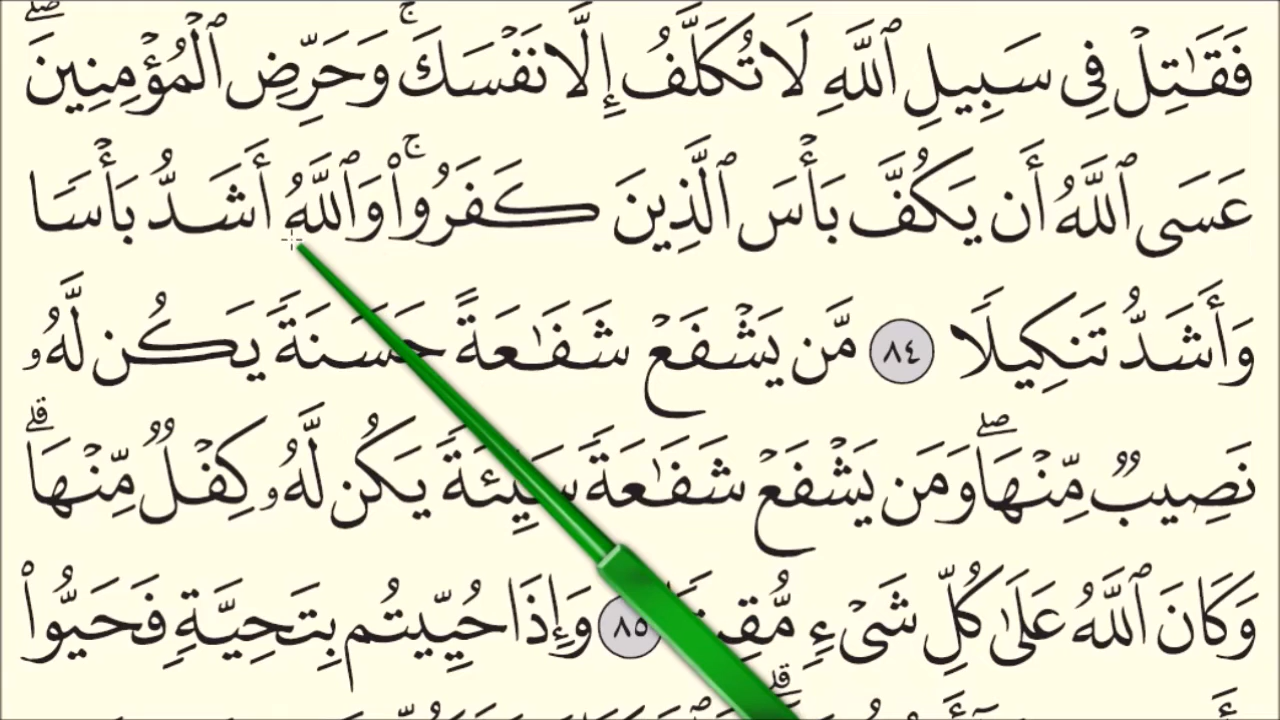 فَقَٰتِلْ فِى سَبِيلِ ٱللَّهِ لَا تُكَلَّفُ إِلَّا نَفْسَكَ ۚ وَحَرِّضِ ٱلْمُؤْمِنِينَ ۖ
عَسَى ٱللَّهُ أَن يَكُفَّ بَأْسَ ٱلَّذِينَ كَفَرُوا۟ ۚ وَٱللَّهُ أَشَدُّ بَأْسًا
وَأَشَدُّ تَنكِيلًا ٨٤ مَّن يَشْفَعْ شَفَٰعَةً حَسَنَةً يَكُن لَّهُۥ
نَصِيبٌ مِّنْهَا ۖ وَمَن يَشْفَعْ شَفَٰعَةً سَيِّئَةً يَكُن لَّهُۥ كِفْلٌ مِّنْهَا ۗ
وَكَانَ ٱللَّهُ عَلَىٰ كُلِّ شَىْءٍ مُّقِيتًا ٨٥ وَإِذَا حُيِّيتُم بِتَحِيَّةٍ فَحَيُّوا۟